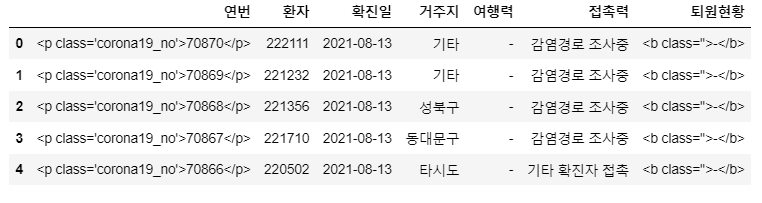 연번 환자 확진일 거주지 여행력 접촉력 퇴원현황
0 <p class='corona19_no'>70870</p> 222111 2021-08-13 기타 - 감염경로 조사중 <b class=''>-</b>
1 <p class='corona19_no'>70869</p> 221232 2021-08-13 기타 - 감염경로 조사중 <b class=''>-</b>
2 <p class='corona19_no'>70868</p> 221356 2021-08-13 성북구 - 감염경로 조사중 <b class=''>-</b>
3 <p class='corona19_no'>70867</p> 221710 2021-08-13 동대문구 - 감염경로 조사중 <b class=''>-</b>
4 <p class='corona19_no'>70866</p> 220502 2021-08-13 타시도 - 기타 확진자 접촉 <b class=''>-</b>